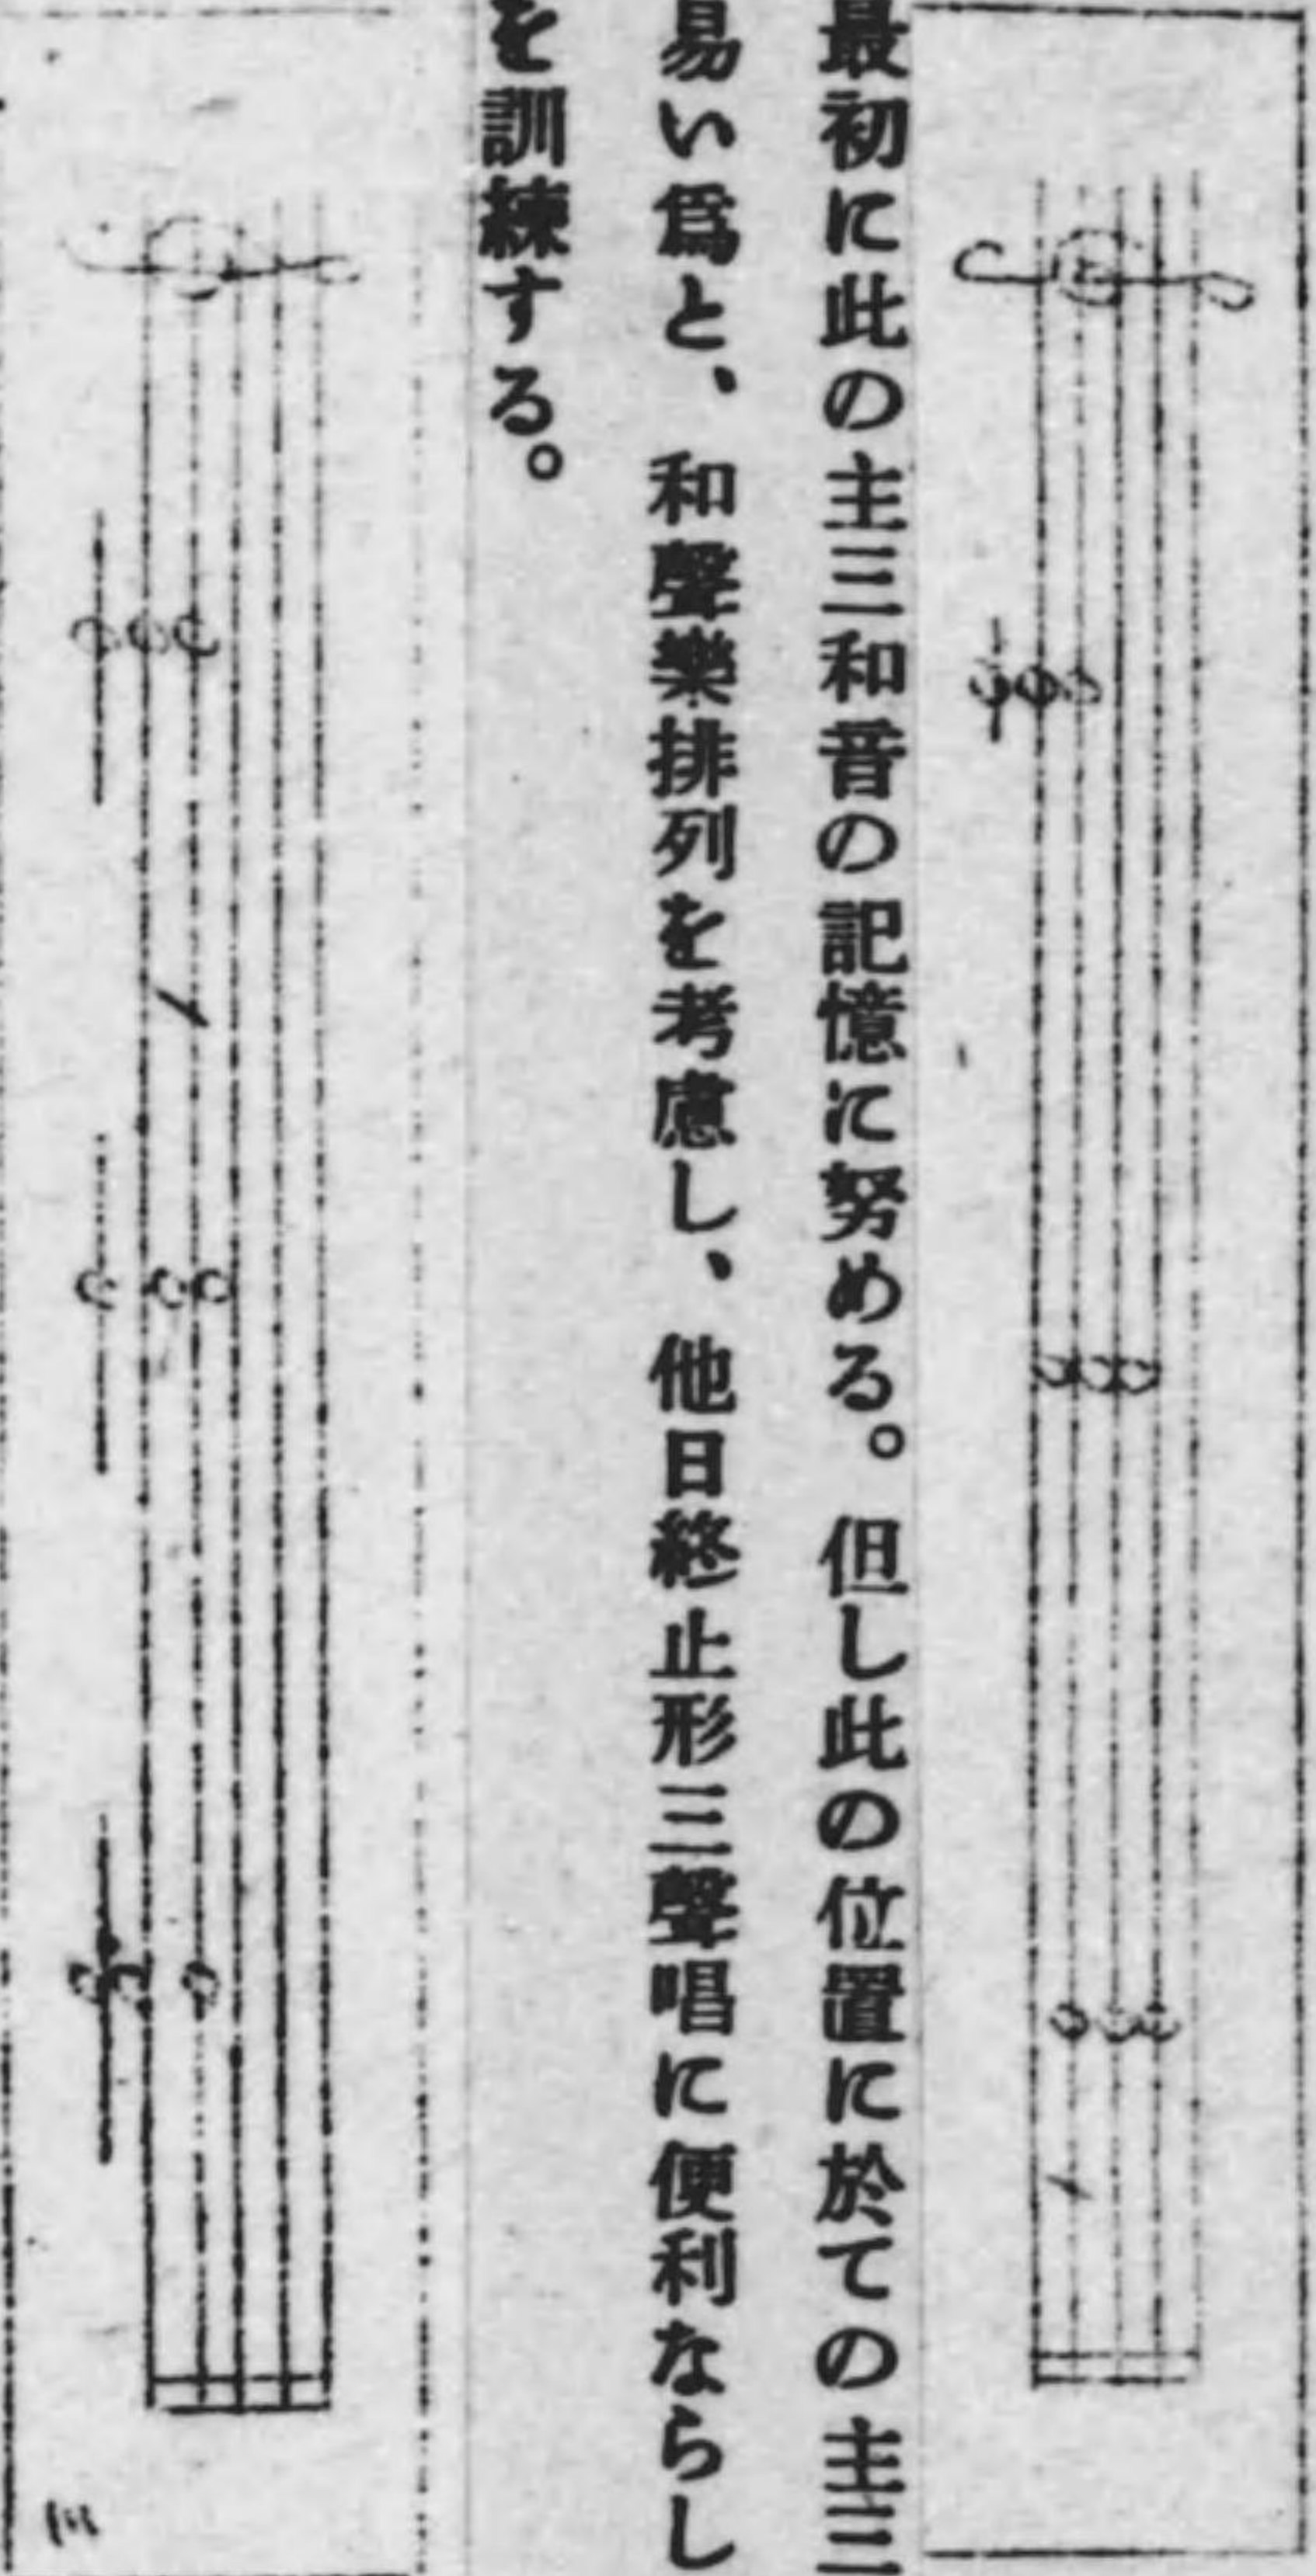 最初に此の主三和音の記憶に努める。但し此の位置に於ての主三
易い爲と、和聲樂排列を考慮し、他日終止形三聲唱に便利ならし
を訓練する。